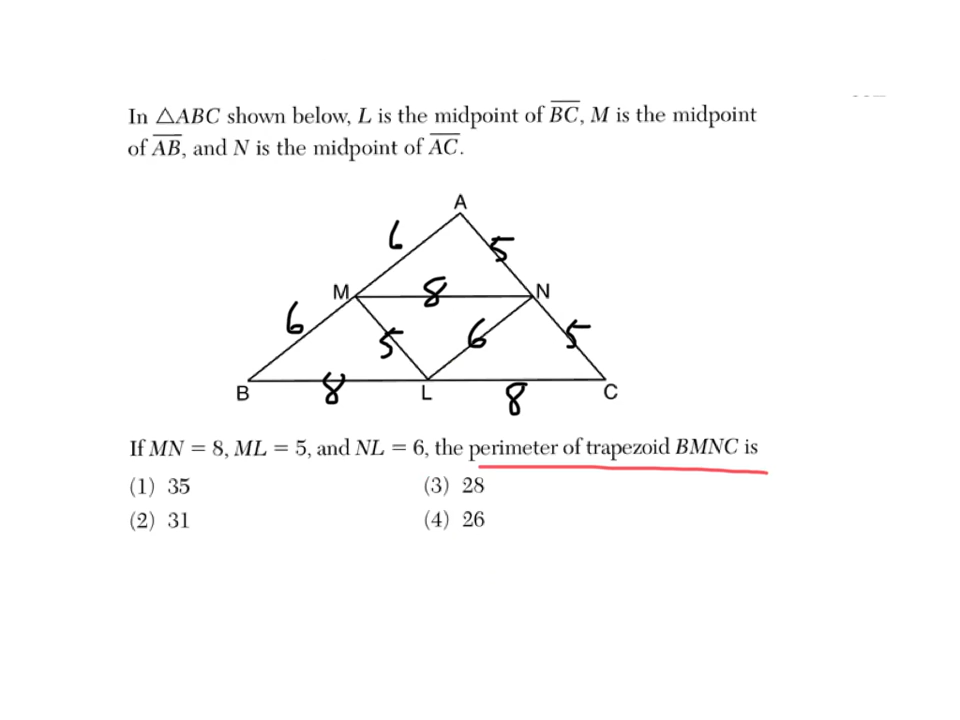 In △ABC shown below, L is the midpoint of BC, M is the midpoint
of AB, and N is the midpoint of AC.
A
6
5
M
8
N
6
5
6
5
B
8
L
8
C
If MN = 8, ML = 5, and NL = 6, the perimeter of trapezoid BMNC is
(1) 35
(3) 28
(2) 31
(4) 26